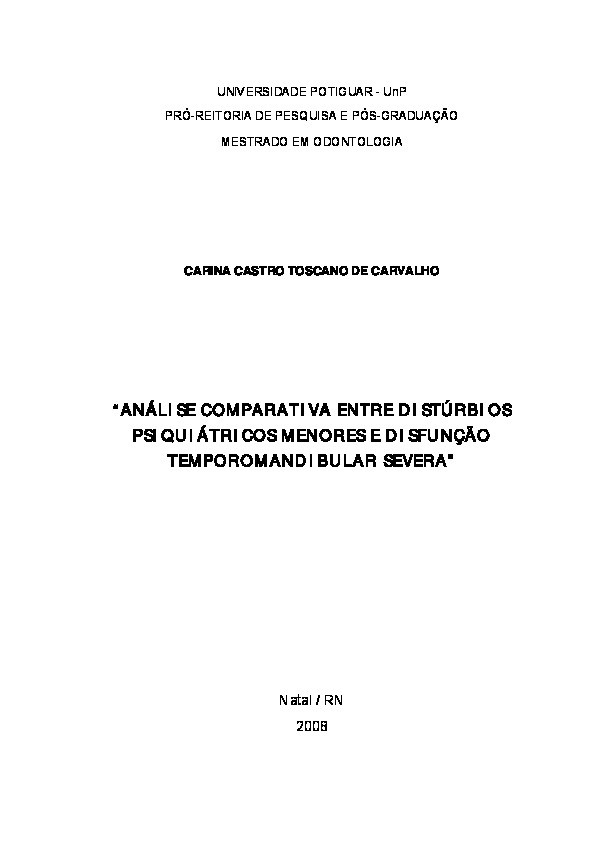 UNIVERSIDADE POTIGUAR - UnP
PRÓ-REITORIA DE PESQUISA E PÓS-GRADUAÇÃO
MESTRADO EM ODONTOLOGIA
CARINA CASTRO TOSCANO DE CARVALHO
“ANÁLISE COMPARATIVA ENTRE DISTÚRBIOS
PSIQUIÁTRICOS MENORES E DISFUNÇÃO
TEMPOROMANDIBULAR SEVERA”
Natal / RN
2008